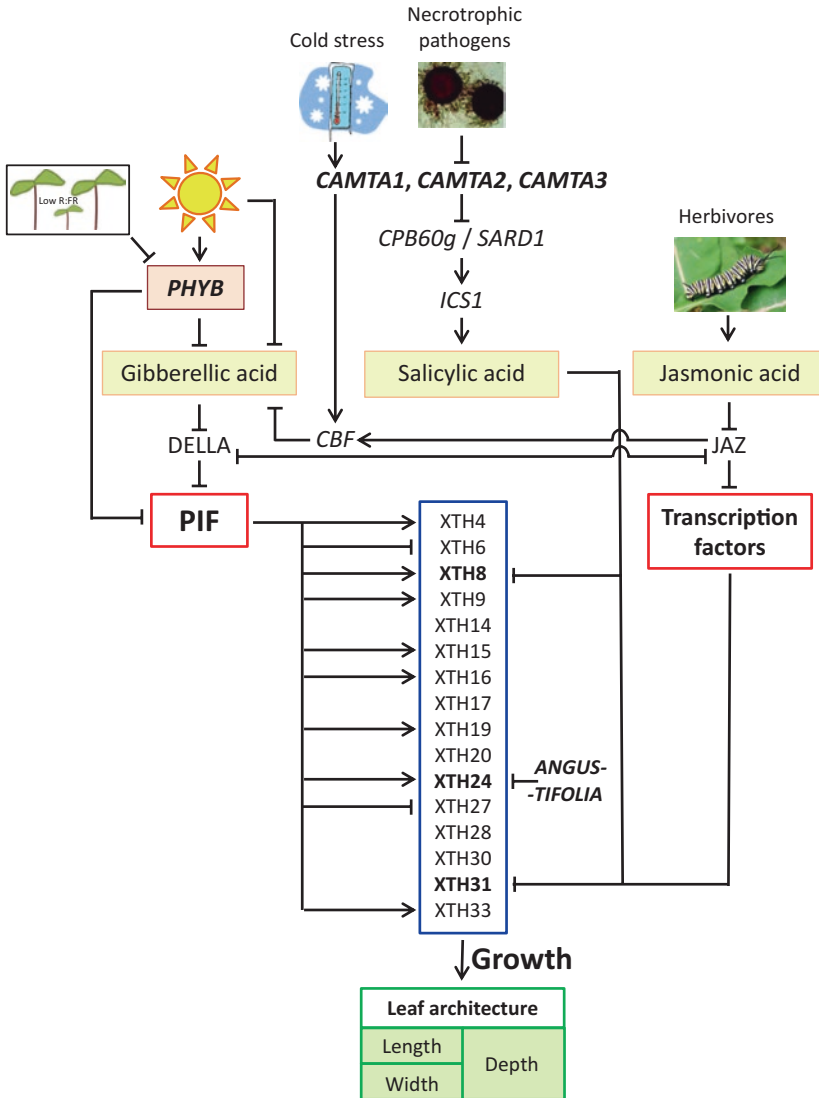 Cold stress
Necrotrophic
pathogens
Low R:FR
CAMTA1, CAMTA2, CAMTA3
Herbivores
CPB60g / SARD1
PHYB
ICS1
Gibberellic acid
Salicylic acid
Jasmonic acid
DELLA
CBF
JAZ
PIF
Transcription
factors
XTH4
XTH6
XTH8
XTH9
XTH14
XTH15
XTH16
XTH17
XTH19
XTH20
XTH24
XTH27
XTH28
XTH30
XTH31
XTH33
ANGUS-
-TIFOLIA
Growth
Leaf architecture
Length
Width
Depth